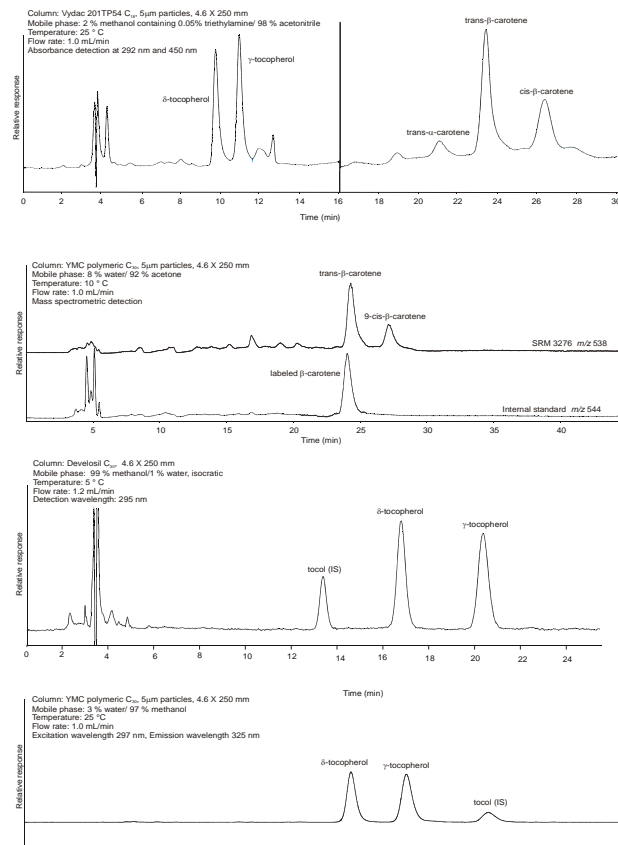 Column: Vydac 201TP54 C18, 5μm particles, 4.6 X 250 mm
Mobile phase: 2 % methanol containing 0.05% triethylamine/ 98 % acetonitrile
Temperature: 25 ° C
Flow rate: 1.0 mL/min
Absorbance detection at 292 nm and 450 nm
trans-β-carotene
γ-tocopherol
δ-tocopherol
cis-β-carotene
trans-α-carotene
Relative response
0 2 4 6 8 10 12 14 16 18 20 22 24 26 28 30
Time (min)
Column: YMC polymeric C30, 5μm particles, 4.6 X 250 mm
Mobile phase: 8 % water/ 92 % acetone
Temperature: 10 ° C
Flow rate: 1.0 mL/min
Mass spectrometric detection
trans-β-carotene
9-cis-β-carotene
SRM 3276 m/z 538
labeled β-carotene
Internal standard m/z 544
Relative response
5 10 15 20 25 30 35 40
Time (min)
Column: Develosil C30, 4.6 X 250 mm
Mobile phase: 99 % methanol/1 % water, isocratic
Temperature: 5 ° C
Flow rate: 1.2 mL/min
Detection wavelength: 295 nm
δ-tocopherol
γ-tocopherol
tocol (IS)
Relative response
0 2 4 6 8 10 12 14 16 18 20 22 24
Time (min)
Column: YMC polymeric C30, 5μm particles, 4.6 X 250 mm
Mobile phase: 3 % water/ 97 % methanol
Temperature: 25 °C
Flow rate: 1.0 mL/min
Excitation wavelength 297 nm, Emission wavelength 325 nm
δ-tocopherol
γ-tocopherol
tocol (IS)
Relative response